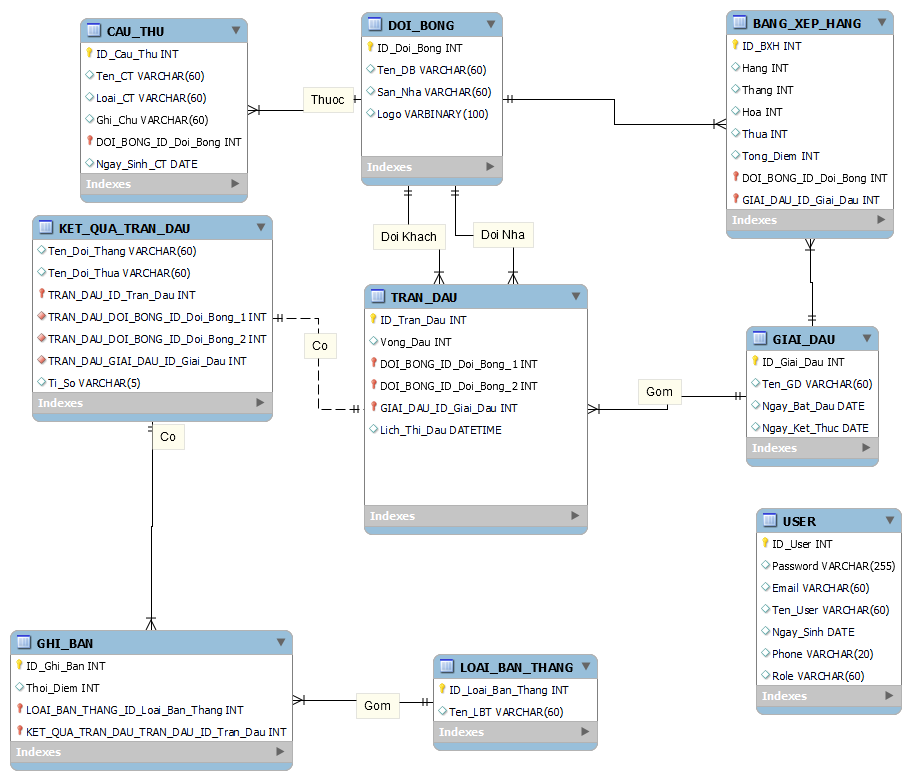 CAU_THU
ID_Cau_Thu INT
Ten_CT VARCHAR(60)
Loai_CT VARCHAR(60)
Ghi_Chu VARCHAR(60)
DOI_BONG_ID_Doi_Bong INT
Ngay_Sinh_CT DATE
Indexes
Thuoc
DOI_BONG
ID_Doi_Bong INT
Ten_DB VARCHAR(60)
San_Nha VARCHAR(60)
Logo VARBINARY(100)
Indexes
BANG_XEP_HANG
ID_BXH INT
Hang INT
Thang INT
Hoa INT
Thua INT
Tong_Diem INT
DOI_BONG_ID_Doi_Bong INT
GIAI_DAU_ID_Giai_Dau INT
Indexes
Doi Khach
Doi Nha
KET_QUA_TRAN_DAU
Ten_Doi_Thang VARCHAR(60)
Ten_Doi_Thua VARCHAR(60)
TRAN_DAU_ID_Tran_Dau INT
TRAN_DAU_DOI_BONG_ID_Doi_Bong_1 INT
TRAN_DAU_DOI_BONG_ID_Doi_Bong_2 INT
TRAN_DAU_GIAI_DAU_ID_Giai_Dau INT
Ti_So VARCHAR(5)
Indexes
Co
TRAN_DAU
ID_Tran_Dau INT
Vong_Dau INT
DOI_BONG_ID_Doi_Bong_1 INT
DOI_BONG_ID_Doi_Bong_2 INT
GIAI_DAU_ID_Giai_Dau INT
Lich_Thi_Dau DATETIME
Indexes
Gom
GIAI_DAU
ID_Giai_Dau INT
Ten_GD VARCHAR(60)
Ngay_Bat_Dau DATE
Ngay_Ket_Thuc DATE
Indexes
Co
USER
ID_User INT
Password VARCHAR(255)
Email VARCHAR(60)
Ten_User VARCHAR(60)
Ngay_Sinh DATE
Phone VARCHAR(20)
Role VARCHAR(60)
Indexes
GHI_BAN
ID_Ghi_Ban INT
Thoi_Diem INT
LOAI_BAN_THANG_ID_Loai_Ban_Thang INT
KET_QUA_TRAN_DAU_TRAN_DAU_ID_Tran_Dau INT
Indexes
Gom
LOAI_BAN_THANG
ID_Loai_Ban_Thang INT
Ten_LBT VARCHAR(60)
Indexes